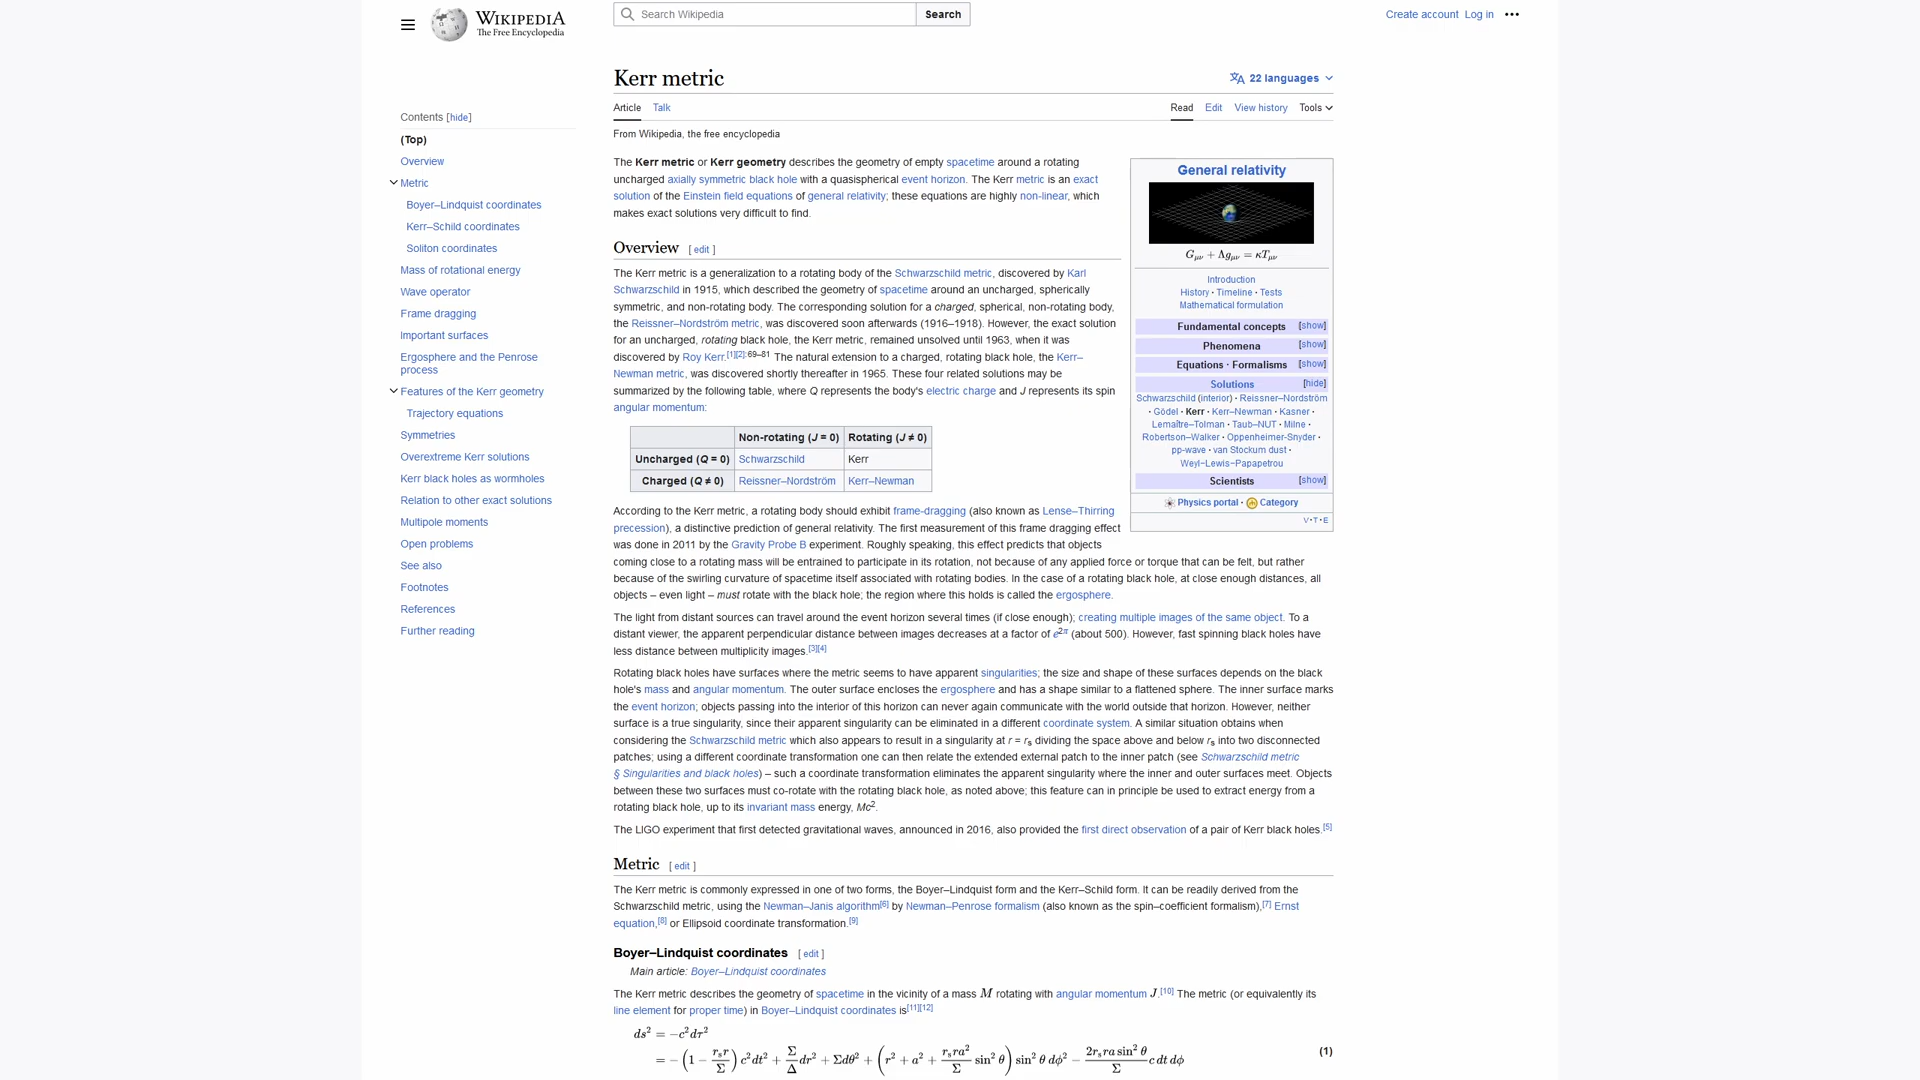 WIKIPEDIA
The Free Encyclopedia
Search Wikipedia
Search
Create account Log in
Kerr metric
22 languages
Article Talk
Read Edit View history Tools
From Wikipedia, the free encyclopedia
Contents [hide]
(Top)
Overview
Metric
Boyer–Lindquist coordinates
Kerr–Schild coordinates
Soliton coordinates
Mass of rotational energy
Wave operator
Frame dragging
Important surfaces
Ergosphere and the Penrose
process
Features of the Kerr geometry
Trajectory equations
Symmetries
Overextreme Kerr solutions
Kerr black holes as wormholes
Relation to other exact solutions
Multipole moments
Open problems
See also
Footnotes
References
Further reading
The Kerr metric or Kerr geometry describes the geometry of empty spacetime around a rotating
uncharged axially symmetric black hole with a quasispherical event horizon. The Kerr metric is an exact
solution of the Einstein field equations of general relativity; these equations are highly non-linear, which
makes exact solutions very difficult to find.
Overview [ edit ]
The Kerr metric is a generalization to a rotating body of the Schwarzschild metric, discovered by Karl
Schwarzschild in 1915, which described the geometry of spacetime around an uncharged, spherically
symmetric, and non-rotating body. The corresponding solution for a charged, spherical, non-rotating body,
the Reissner–Nordström metric, was discovered soon afterwards (1916–1918). However, the exact solution
for an uncharged, rotating black hole, the Kerr metric, remained unsolved until 1963, when it was
discovered by Roy Kerr.[1][2]: 69–81 The natural extension to a charged, rotating black hole, the Kerr–
Newman metric, was discovered shortly thereafter in 1965. These four related solutions may be
summarized by the following table, where Q represents the body's electric charge and J represents its spin
angular momentum:
Non-rotating (J = 0) Rotating (J ≠ 0)
Uncharged (Q = 0) Schwarzschild Kerr
Charged (Q ≠ 0) Reissner–Nordström Kerr–Newman
According to the Kerr metric, a rotating body should exhibit frame-dragging (also known as Lense–Thirring
precession), a distinctive prediction of general relativity. The first measurement of this frame dragging effect
was done in 2011 by the Gravity Probe B experiment. Roughly speaking, this effect predicts that objects
coming close to a rotating mass will be entrained to participate in its rotation, not because of any applied force or torque that can be felt, but rather
because of the swirling curvature of spacetime itself associated with rotating bodies. In the case of a rotating black hole, at close enough distances, all
objects – even light – must rotate with the black hole; the region where this holds is called the ergosphere.
The light from distant sources can travel around the event horizon several times (if close enough); creating multiple images of the same object. To a
distant viewer, the apparent perpendicular distance between images decreases at a factor of e^2π (about 500). However, fast spinning black holes have
less distance between multiplicity images.[3][4]
Rotating black holes have surfaces where the metric seems to have apparent singularities; the size and shape of these surfaces depends on the black
hole's mass and angular momentum. The outer surface encloses the ergosphere and has a shape similar to a flattened sphere. The inner surface marks
the event horizon; objects passing into the interior of this horizon can never again communicate with the world outside that horizon. However, neither
surface is a true singularity, since their apparent singularity can be eliminated in a different coordinate system. A similar situation obtains when
considering the Schwarzschild metric which also appears to result in a singularity at r = rs dividing the space above and below rs into two disconnected
patches; using a different coordinate transformation one can then relate the extended external patch to the inner patch (see Schwarzschild metric
§ Singularities and black holes) – such a coordinate transformation eliminates the apparent singularity where the inner and outer surfaces meet. Objects
between these two surfaces must co-rotate with the rotating black hole, as noted above; this feature can in principle be used to extract energy from a
rotating black hole, up to its invariant mass energy, Mc².
The LIGO experiment that first detected gravitational waves, announced in 2016, also provided the first direct observation of a pair of Kerr black holes.[5]
General relativity
Gμν + Λgμν = κTμν
Introduction
History · Timeline · Tests
Mathematical formulation
Fundamental concepts [show]
Phenomena [show]
Equations · Formalisms [show]
Solutions [hide]
Schwarzschild (interior) · Reissner–Nordström
· Gödel · Kerr · Kerr–Newman · Kasner ·
Lemaître–Tolman · Taub–NUT · Milne ·
Robertson–Walker · Oppenheimer-Snyder ·
pp-wave · van Stockum dust ·
Weyl−Lewis−Papapetrou
Scientists [show]
Physics portal · Category
V · T · E
Metric [ edit ]
The Kerr metric is commonly expressed in one of two forms, the Boyer–Lindquist form and the Kerr–Schild form. It can be readily derived from the
Schwarzschild metric, using the Newman–Janis algorithm[6] by Newman–Penrose formalism (also known as the spin–coefficient formalism),[7] Ernst
equation,[8] or Ellipsoid coordinate transformation.[9]
Boyer–Lindquist coordinates [ edit ]
Main article: Boyer–Lindquist coordinates
The Kerr metric describes the geometry of spacetime in the vicinity of a mass M rotating with angular momentum J.[10] The metric (or equivalently its
line element for proper time) in Boyer–Lindquist coordinates is[11][12]
ds² = −c²dτ²
= −(1 − rsr/Σ) c²dt² + Σ/Δ dr² + Σdθ² + (r² + a² + rsra²/Σ sin² θ) sin² θ dϕ² − 2rsra sin² θ/Σ c dt dϕ (1)